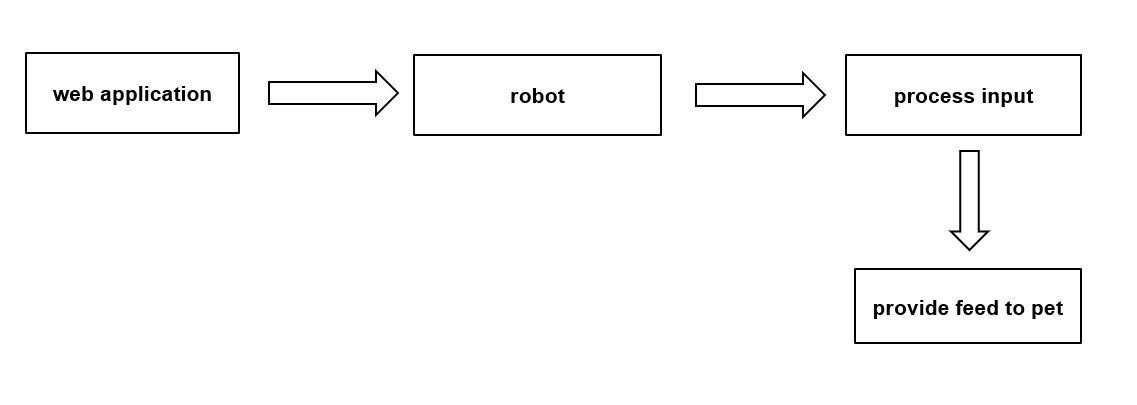 web application
robot
process input
provide feed to pet